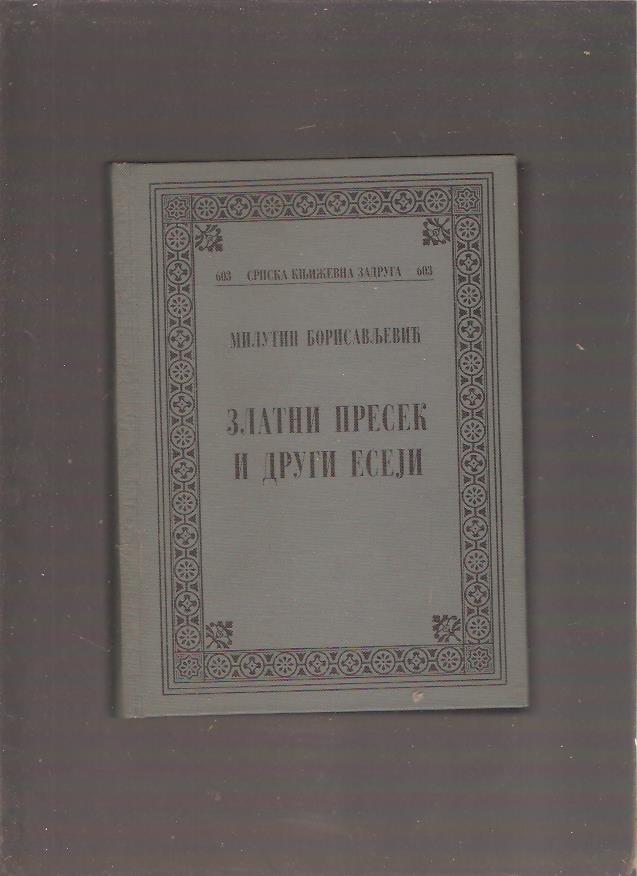 603 СРПСКА КЊИЖЕВНА ЗАДРУГА 603
МИЛУТИН БОРИСАВЉЕВИЋ
ЗЛАТНИ ПРЕСЕК
И ДРУГИ ЕСЕЈИ